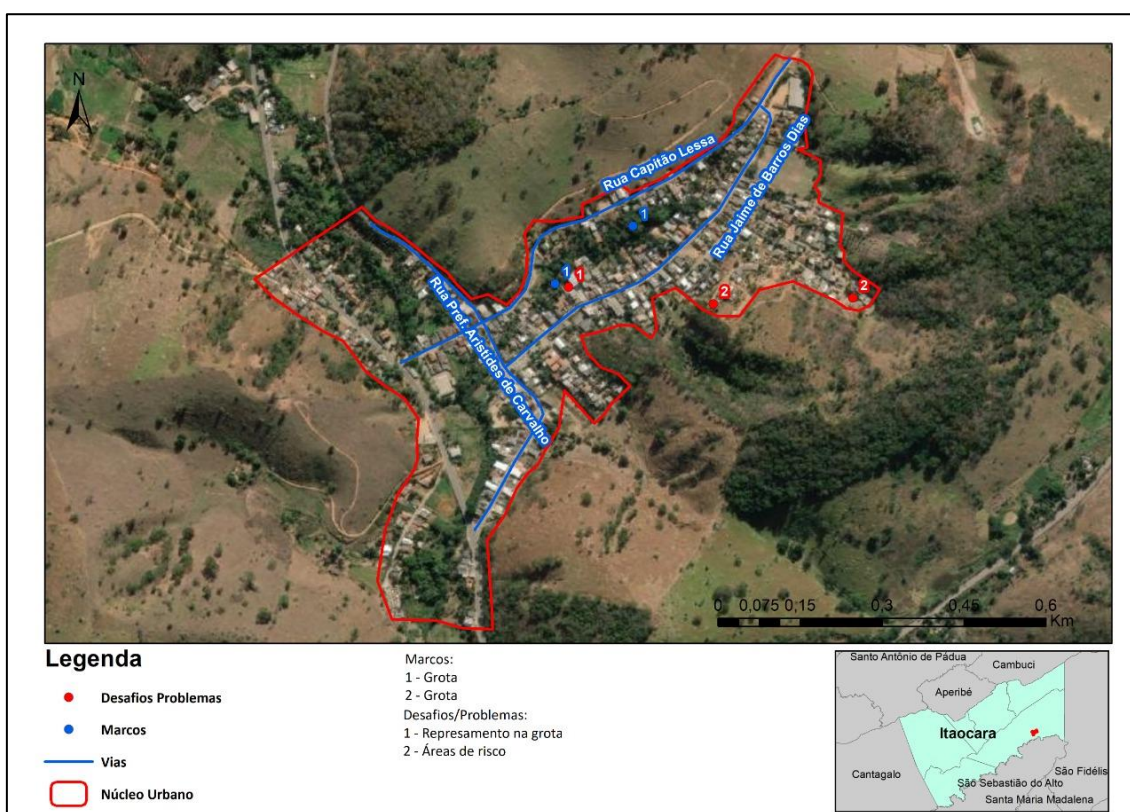 N
Rua Capitão Lessa
Rua Jaime de Barros Dias
1
1
1
2
2
Rua Pref. Aristides de Carvalho
0 0,075 0,15 0,3 0,45 0,6
Km
Legenda
Desafios Problemas
Marcos
Vias
Núcleo Urbano
Marcos:
1 - Grota
2 - Grota
Desafios/Problemas:
1 - Represamento na grota
2 - Áreas de risco
Santo Antônio de Pádua
Cambuci
Aperibé
Itaocara
Cantagalo
São Fidélis
São Sebastião do Alto
Santa Maria Madalena